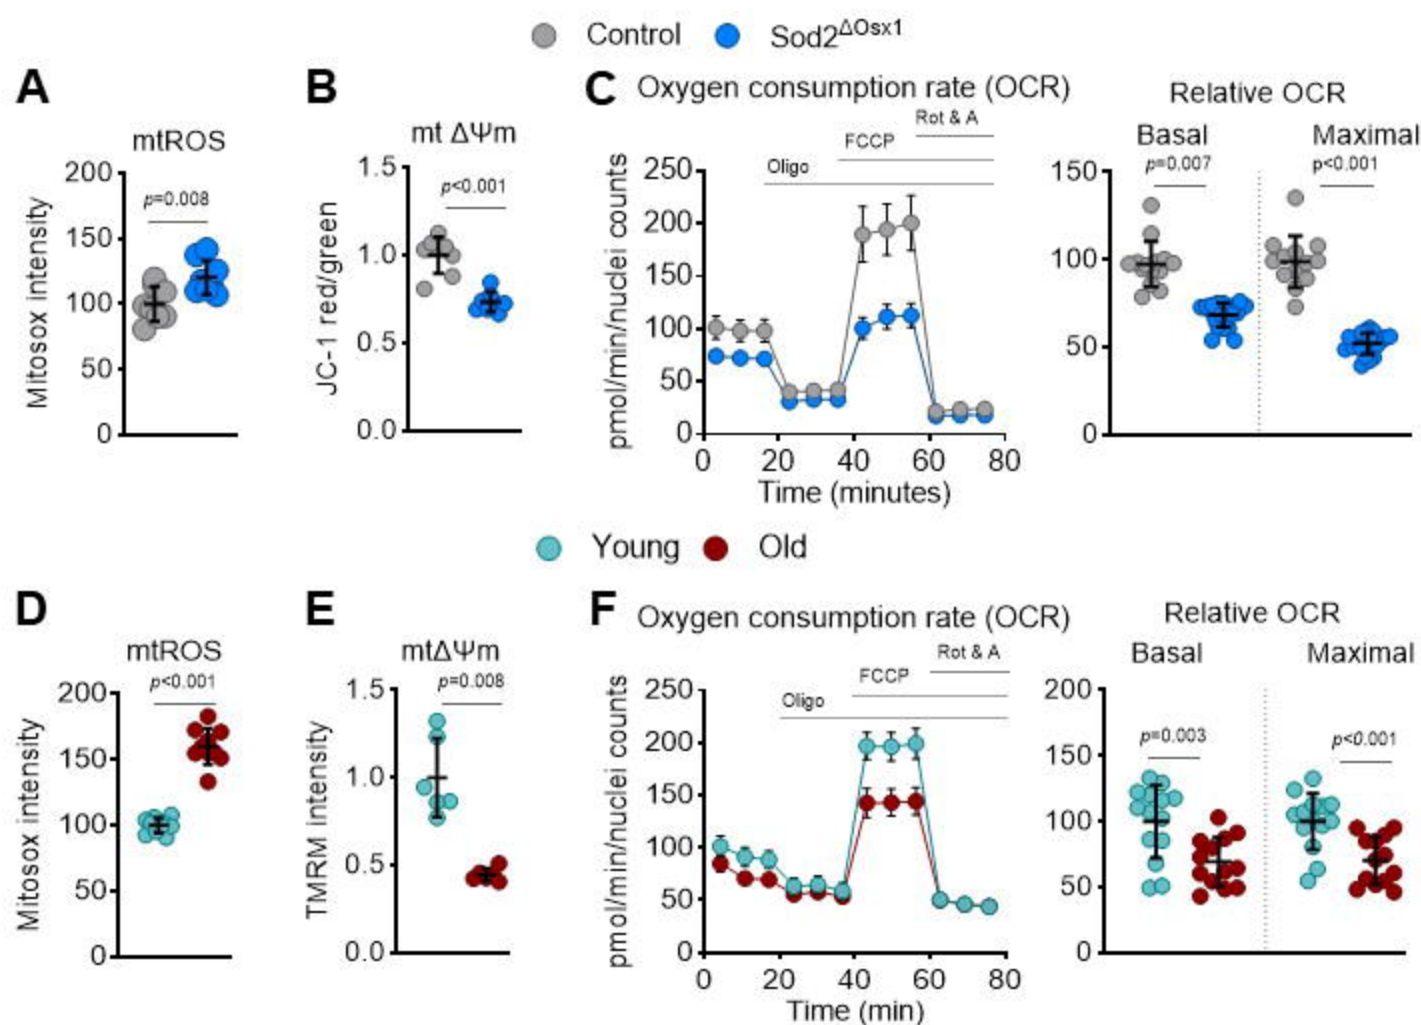 Control Sod2ΔOsx1
A
mtROS
p=0.008
Mitosox intensity
200
150
100
50
0
B
mt ΔΨm
p<0.001
JC-1 red/green
1.5
1.0
0.5
0.0
C
Oxygen consumption rate (OCR)
Rot & A
FCCP
Oligo
pmol/min/nuclei counts
250
200
150
100
50
0
0 20 40 60 80
Time (minutes)
Relative OCR
Basal Maximal
p=0.007 p<0.001
150
100
50
0
Young Old
D
mtROS
p<0.001
Mitosox intensity
200
150
100
50
0
E
mtΔΨm
p=0.008
TMRM intensity
1.5
1.0
0.5
0.0
F
Oxygen consumption rate (OCR)
Rot & A
FCCP
Oligo
pmol/min/nuclei counts
250
200
150
100
50
0
0 20 40 60 80
Time (min)
Relative OCR
Basal Maximal
p=0.003 p<0.001
200
150
100
50
0